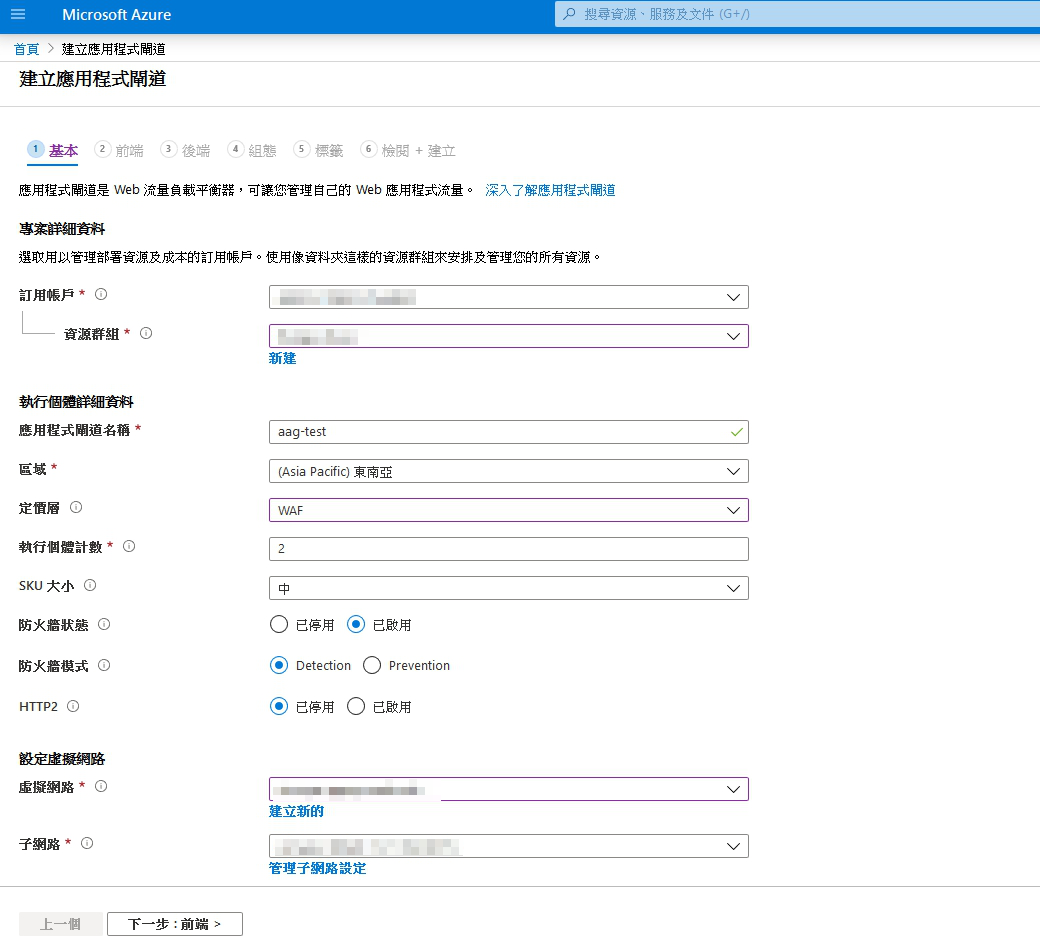 Microsoft Azure
搜尋資源、服務及文件 (G+/)
首頁 > 建立應用程式閘道
建立應用程式閘道
1 基本 2 前端 3 後端 4 組態 5 標籤 6 檢閱 + 建立
應用程式閘道是 Web 流量負載平衡器，可讓您管理自己的 Web 應用程式流量。 深入了解應用程式閘道
專案詳細資料
選取用以管理部署資源及成本的訂用帳戶。使用像資料夾這樣的資源群組來安排及管理您的所有資源。
訂用帳戶 *
資源群組 *
新建
執行個體詳細資料
應用程式閘道名稱 * aag-test
區域 * (Asia Pacific) 東南亞
定價層 WAF
執行個體計數 * 2
SKU 大小 中
防火牆狀態 已停用 已啟用
防火牆模式 Detection Prevention
HTTP2 已停用 已啟用
設定虛擬網路
虛擬網路 *
建立新的
子網路 *
管理子網路設定
上一個 下一步 : 前端 >